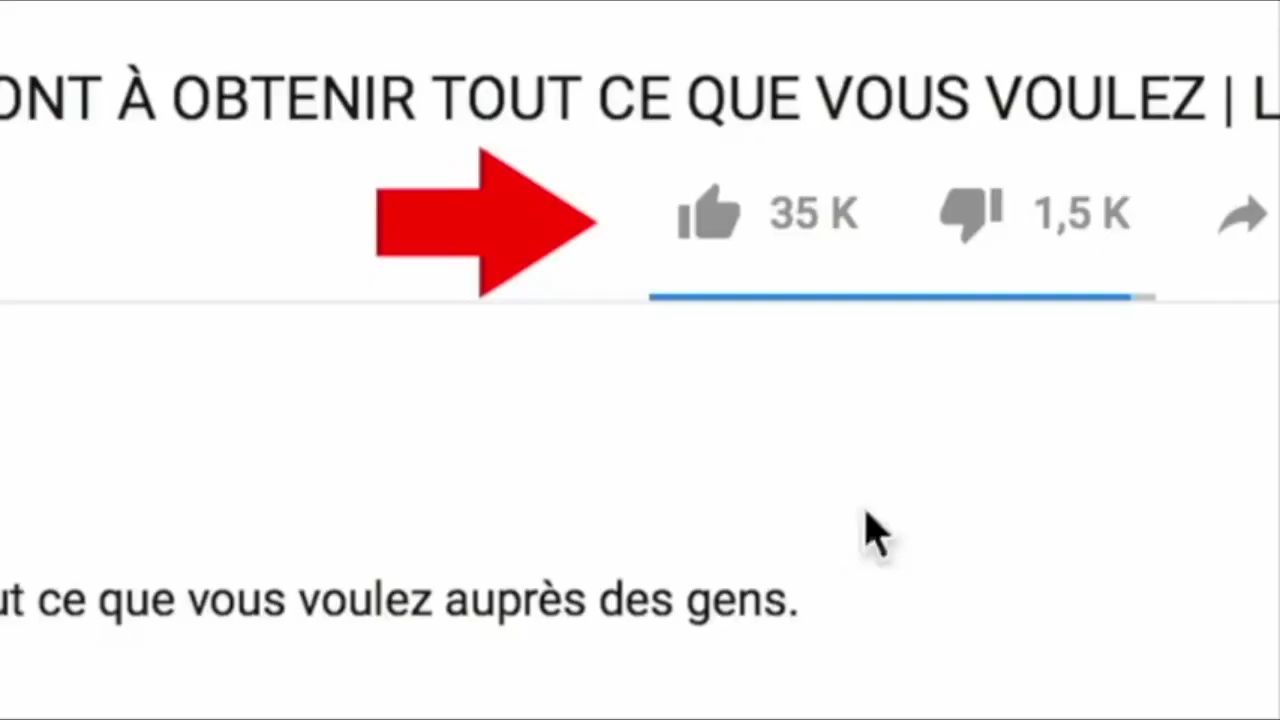 ONT À OBTENIR TOUT CE QUE VOUS VOULEZ | L
35 K 1,5 K
ut ce que vous voulez auprès des gens.